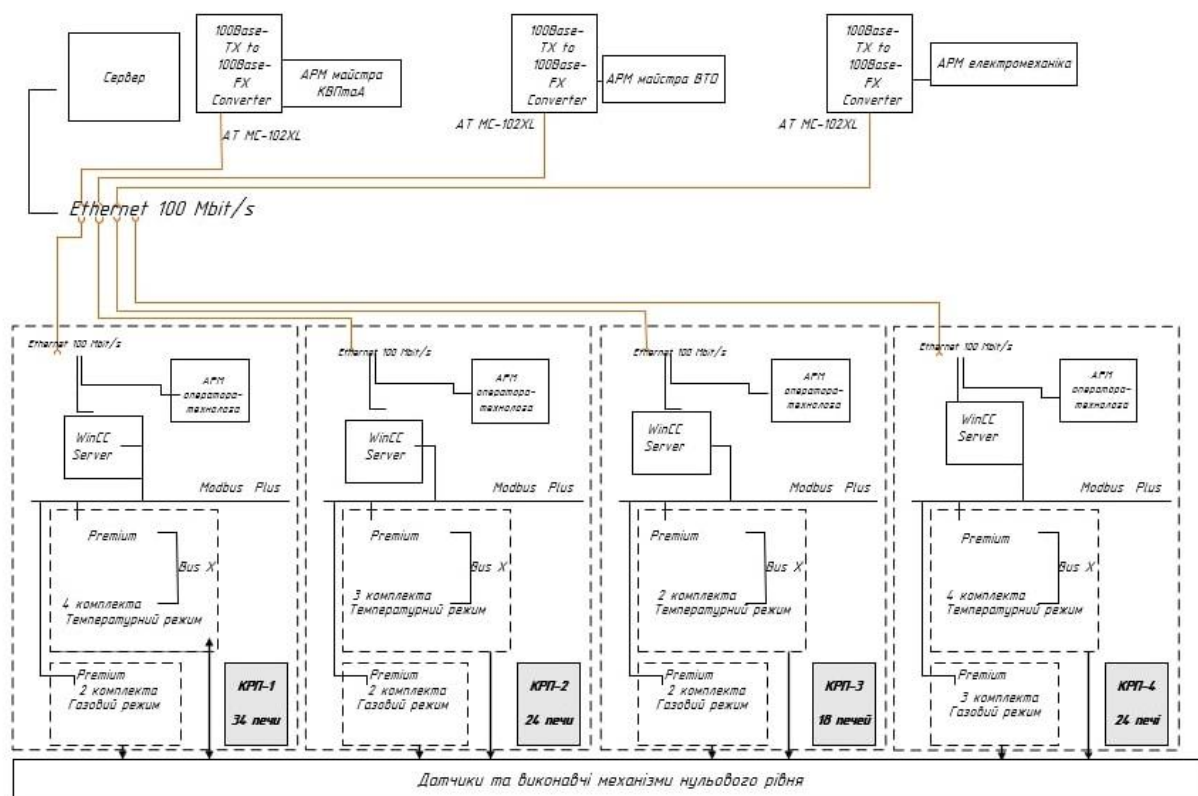 Сервер
100Base-
TX to
100Base-
FX
Converter
АРМ майстра
КВПтаА
АТ МС-102XL
100Base-
TX to
100Base-
FX
Converter
АРМ майстра ВТО
АТ МС-102XL
100Base-
TX to
100Base-
FX
Converter
АРМ електромеханіка
АТ МС-102XL
Ethernet 100 Mbit/s
Ethernet 100 Mbit/s
АРМ
оператора-
технолога
WinCC
Server
Modbus Plus
Premium
Bus X
4 комплекта
Температурний режим
Premium
2 комплекта
Газовий режим
КРП-1
34 печи
Ethernet 100 Mbit/s
АРМ
оператора-
технолога
WinCC
Server
Modbus Plus
Premium
Bus X
3 комплекта
Температурний режим
Premium
2 комплекта
Газовий режим
КРП-2
24 печи
Ethernet 100 Mbit/s
АРМ
оператора-
технолога
WinCC
Server
Modbus Plus
Premium
Bus X
2 комплекта
Температурний режим
Premium
2 комплекта
Газовий режим
КРП-3
18 печей
Ethernet 100 Mbit/s
АРМ
оператора-
технолога
WinCC
Server
Modbus Plus
Premium
Bus X
4 комплекта
Температурний режим
Premium
3 комплекта
Газовий режим
КРП-4
24 печі
Датчики та виконавчі механізми нульового рівня